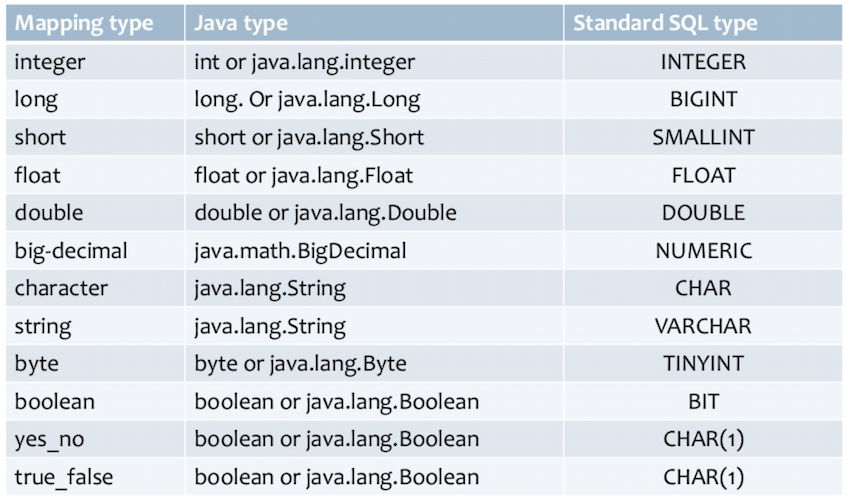 Mapping type Java type Standard SQL type
integer int or java.lang.integer INTEGER
long long. Or java.lang.Long BIGINT
short short or java.lang.Short SMALLINT
float float or java.lang.Float FLOAT
double double or java.lang.Double DOUBLE
big-decimal java.math.BigDecimal NUMERIC
character java.lang.String CHAR
string java.lang.String VARCHAR
byte byte or java.lang.Byte TINYINT
boolean boolean or java.lang.Boolean BIT
yes_no boolean or java.lang.Boolean CHAR(1)
true_false boolean or java.lang.Boolean CHAR(1)